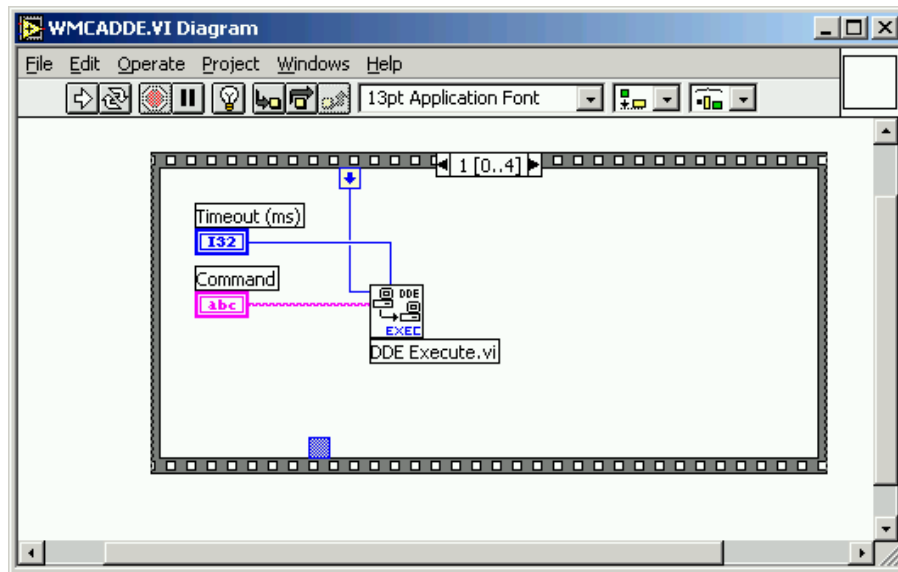 WMCADDE.VI Diagram
File Edit Operate Project Windows Help
13pt Application Font
1 [0..4]
Timeout (ms)
I32
Command
abc
DDE
EXEC
DDE Execute.vi